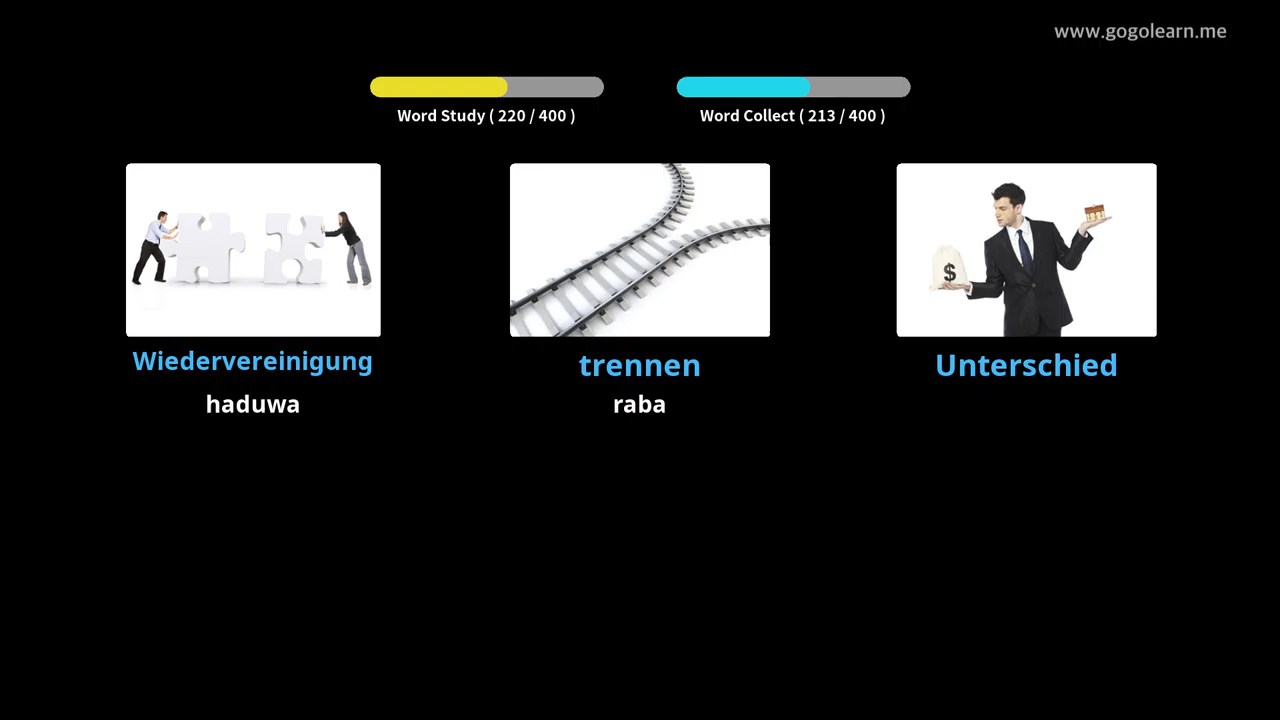 www.gogolearn.me
Word Study ( 220 / 400 )
Word Collect ( 213 / 400 )
$
Wiedervereinigung
trennen
Unterschied
haduwa
raba